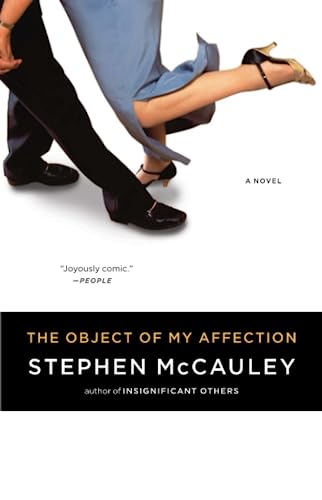 A NOVEL
"Joyously comic."
—PEOPLE
THE OBJECT OF MY AFFECTION
STEPHEN McCAULEY
author of INSIGNIFICANT OTHERS